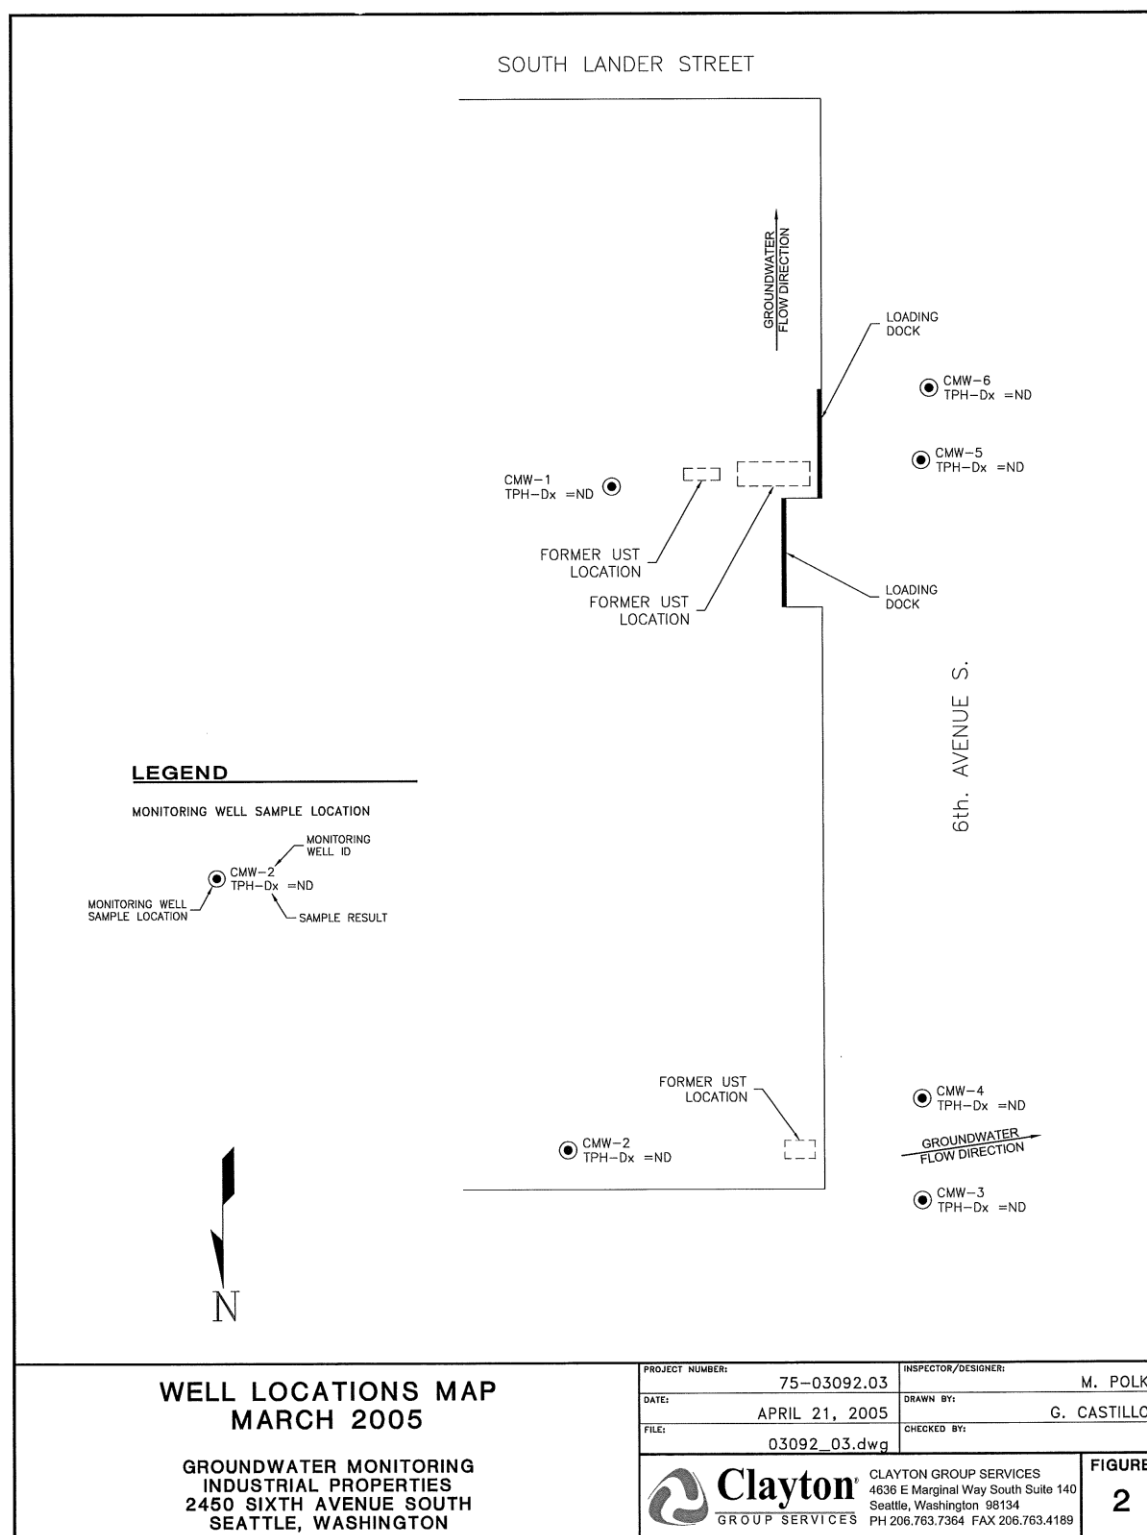 SOUTH LANDER STREET
GROUNDWATER
FLOW DIRECTION
LOADING
DOCK
CMW-6
TPH-Dx =ND
CMW-5
TPH-Dx =ND
CMW-1
TPH-Dx =ND
FORMER UST
LOCATION
FORMER UST
LOCATION
LOADING
DOCK
6th. AVENUE S.
LEGEND
MONITORING WELL SAMPLE LOCATION
MONITORING
WELL ID
CMW-2
TPH-Dx =ND
MONITORING WELL
SAMPLE LOCATION
SAMPLE RESULT
FORMER UST
LOCATION
CMW-4
TPH-Dx =ND
CMW-2
TPH-Dx =ND
GROUNDWATER
FLOW DIRECTION
CMW-3
TPH-Dx =ND
N
WELL LOCATIONS MAP
MARCH 2005
GROUNDWATER MONITORING
INDUSTRIAL PROPERTIES
2450 SIXTH AVENUE SOUTH
SEATTLE, WASHINGTON
PROJECT NUMBER:
75-03092.03
INSPECTOR/DESIGNER:
M. POLK
DATE:
APRIL 21, 2005
DRAWN BY:
G. CASTILLO
FILE:
03092_03.dwg
CHECKED BY:
Clayton
GROUP SERVICES
CLAYTON GROUP SERVICES
4636 E Marginal Way South Suite 140
Seattle, Washington 98134
PH 206.763.7364 FAX 206.763.4189
FIGURE
2